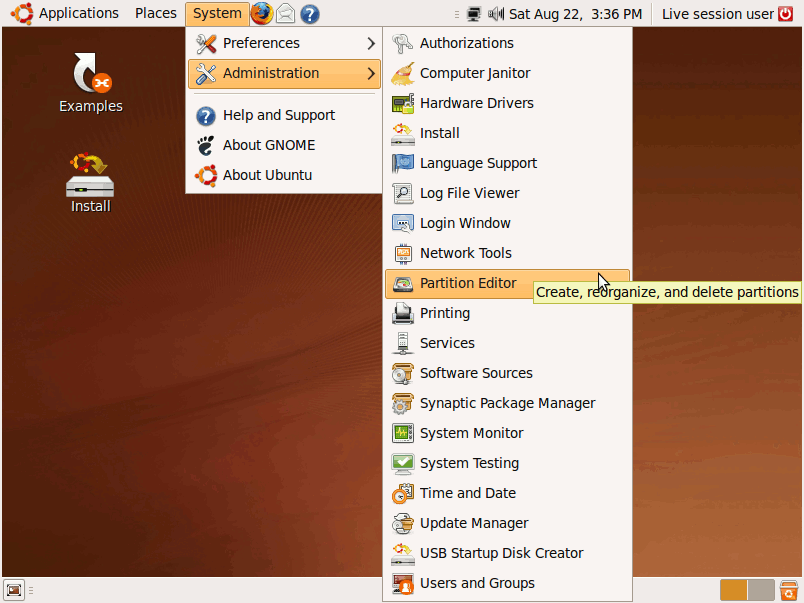 Applications Places System Sat Aug 22, 3:36 PM Live session user
Examples
Install
Preferences
Administration
Help and Support
About GNOME
About Ubuntu
Authorizations
Computer Janitor
Hardware Drivers
Install
Language Support
Log File Viewer
Login Window
Network Tools
Partition Editor
Create, reorganize, and delete partitions
Printing
Services
Software Sources
Synaptic Package Manager
System Monitor
System Testing
Time and Date
Update Manager
USB Startup Disk Creator
Users and Groups